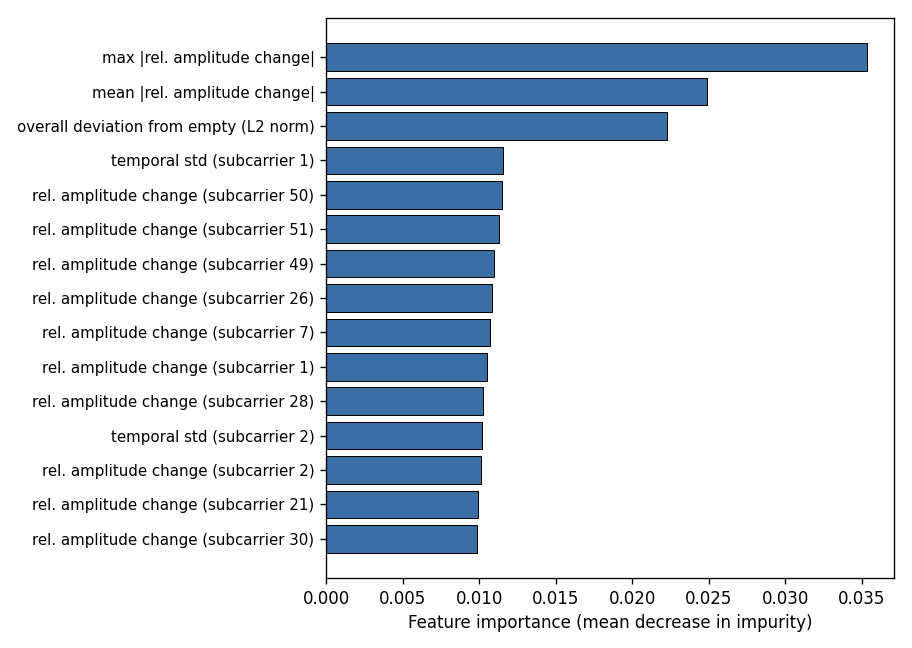 max |rel. amplitude change|
mean |rel. amplitude change|
overall deviation from empty (L2 norm)
temporal std (subcarrier 1)
rel. amplitude change (subcarrier 50)
rel. amplitude change (subcarrier 51)
rel. amplitude change (subcarrier 49)
rel. amplitude change (subcarrier 26)
rel. amplitude change (subcarrier 7)
rel. amplitude change (subcarrier 1)
rel. amplitude change (subcarrier 28)
temporal std (subcarrier 2)
rel. amplitude change (subcarrier 2)
rel. amplitude change (subcarrier 21)
rel. amplitude change (subcarrier 30)
0.000 0.005 0.010 0.015 0.020 0.025 0.030 0.035
Feature importance (mean decrease in impurity)